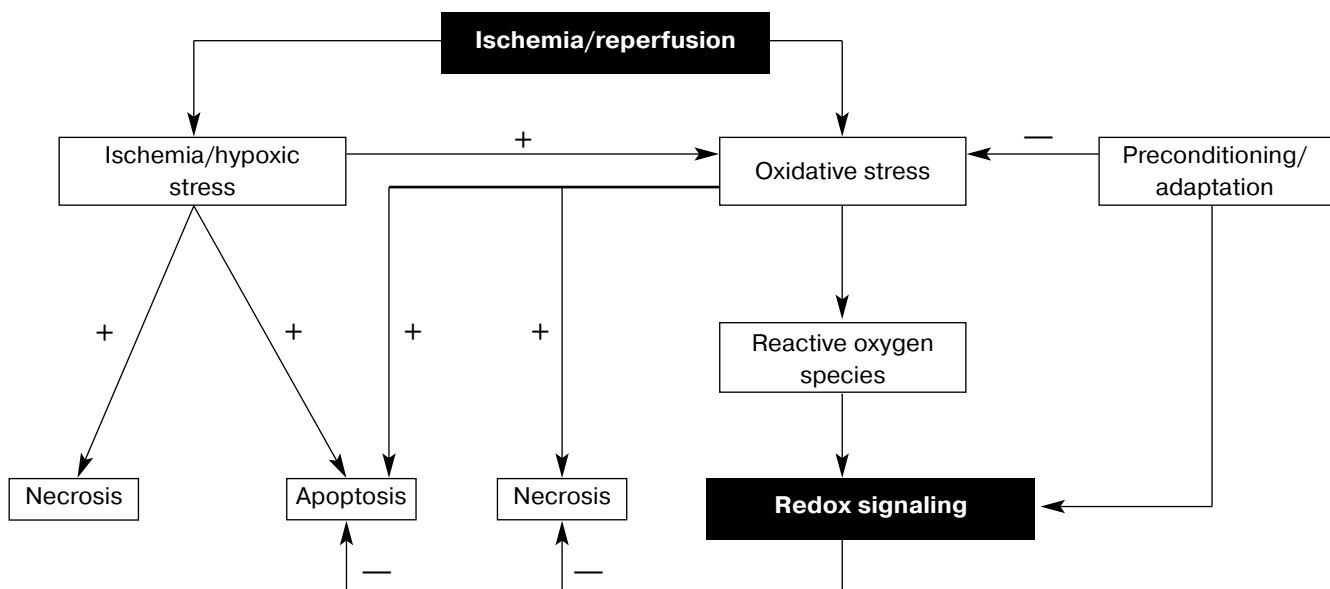 Ischemia/reperfusion
+
—
Ischemia/hypoxic
stress
Oxidative stress
Preconditioning/
adaptation
+
+
+
+
Reactive oxygen
species
Necrosis
Apoptosis
Necrosis
Redox signaling
—
—